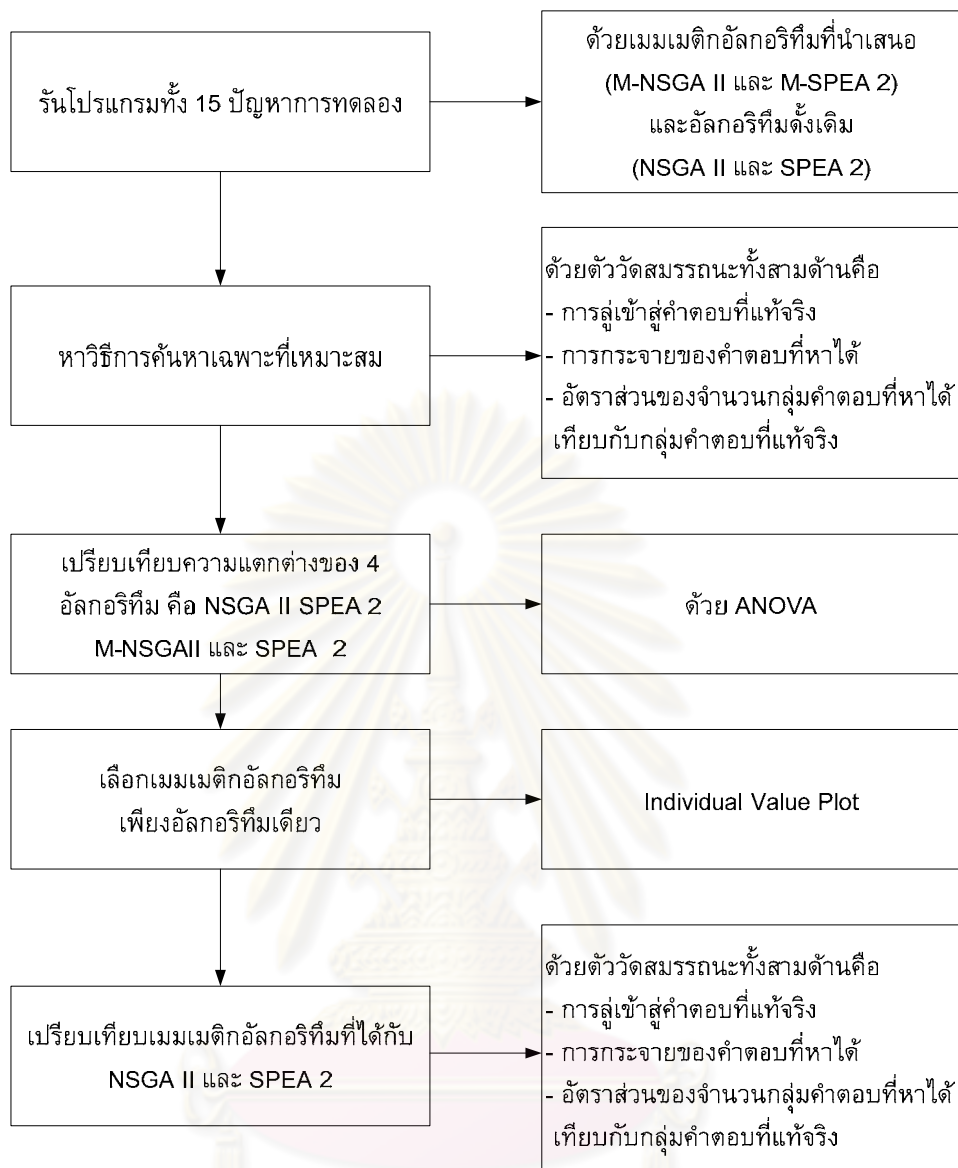 รันโปรแกรมทั้ง 15 ปัญหาการทดลอง
ด้วยเมมเมติกอัลกอริทึมที่นำเสนอ
(M-NSGA II และ M-SPEA 2)
และอัลกอริทึมดั้งเดิม
(NSGA II และ SPEA 2)
หาวิธีการค้นหาเฉพาะที่เหมาะสม
ด้วยตัววัดสมรรถนะทั้งสามด้านคือ
- การลู่เข้าสู่คำตอบที่แท้จริง
- การกระจายของคำตอบที่หาได้
- อัตราส่วนของจำนวนกลุ่มคำตอบที่หาได้
เทียบกับกลุ่มคำตอบที่แท้จริง
เปรียบเทียบความแตกต่างของ 4
อัลกอริทึม คือ NSGA II SPEA 2
M-NSGAII และ SPEA 2
ด้วย ANOVA
เลือกเมมเมติกอัลกอริทึม
เพียงอัลกอริทึมเดียว
Individual Value Plot
เปรียบเทียบเมมเมติกอัลกอริทึมที่ได้กับ
NSGA II และ SPEA 2
ด้วยตัววัดสมรรถนะทั้งสามด้านคือ
- การลู่เข้าสู่คำตอบที่แท้จริง
- การกระจายของคำตอบที่หาได้
- อัตราส่วนของจำนวนกลุ่มคำตอบที่หาได้
เทียบกับกลุ่มคำตอบที่แท้จริง